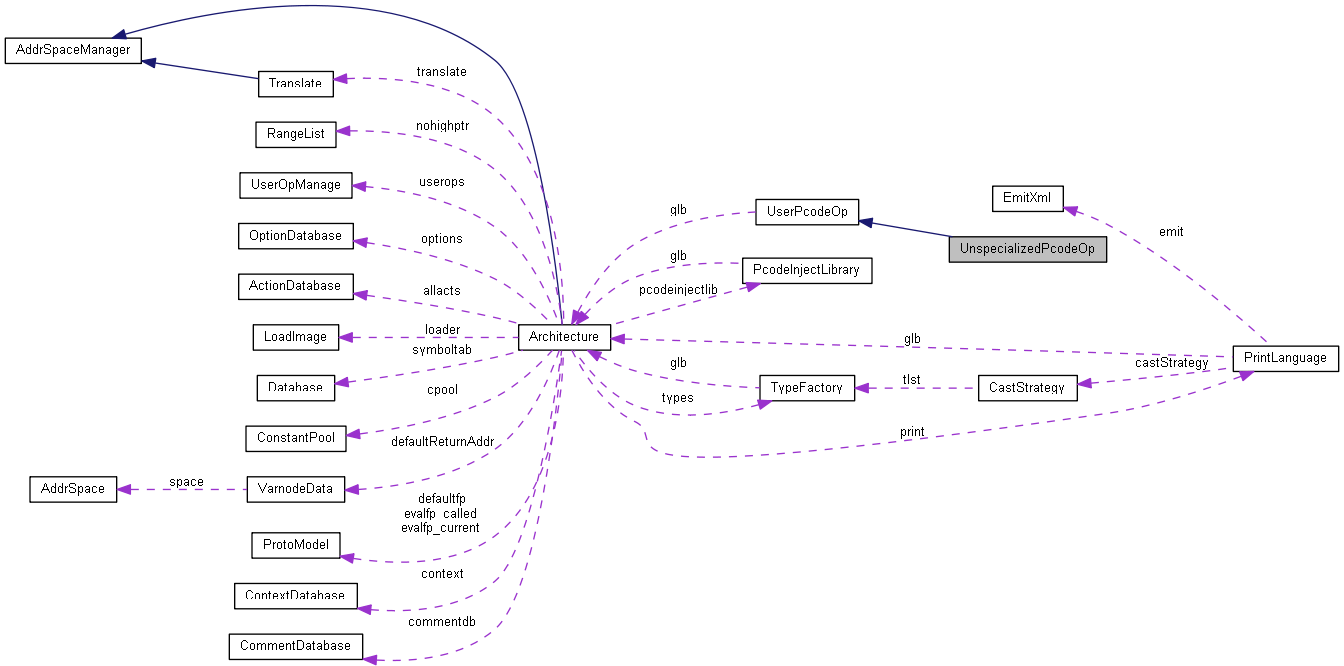 AddrSpaceManager
translate
Translate
nohighptr
RangeList
userops
UserOpManage
options
OptionDatabase
allacts
ActionDatabase
loader
LoadImage
symboltab
Database
cpool
ConstantPool
defaultReturnAddr
VarnodeData
space
AddrSpace
defaultfp
evalfp_called
evalfp_current
ProtoModel
context
ContextDatabase
commentdb
CommentDatabase
Architecture
glb
UserPcodeOp
UnspecializedPcodeOp
glb
PcodeInjectLibrary
pcodeinjectlib
glb
TypeFactory
types
tlst
CastStrategy
castStrategy
glb
print
EmitXml
emit
PrintLanguage